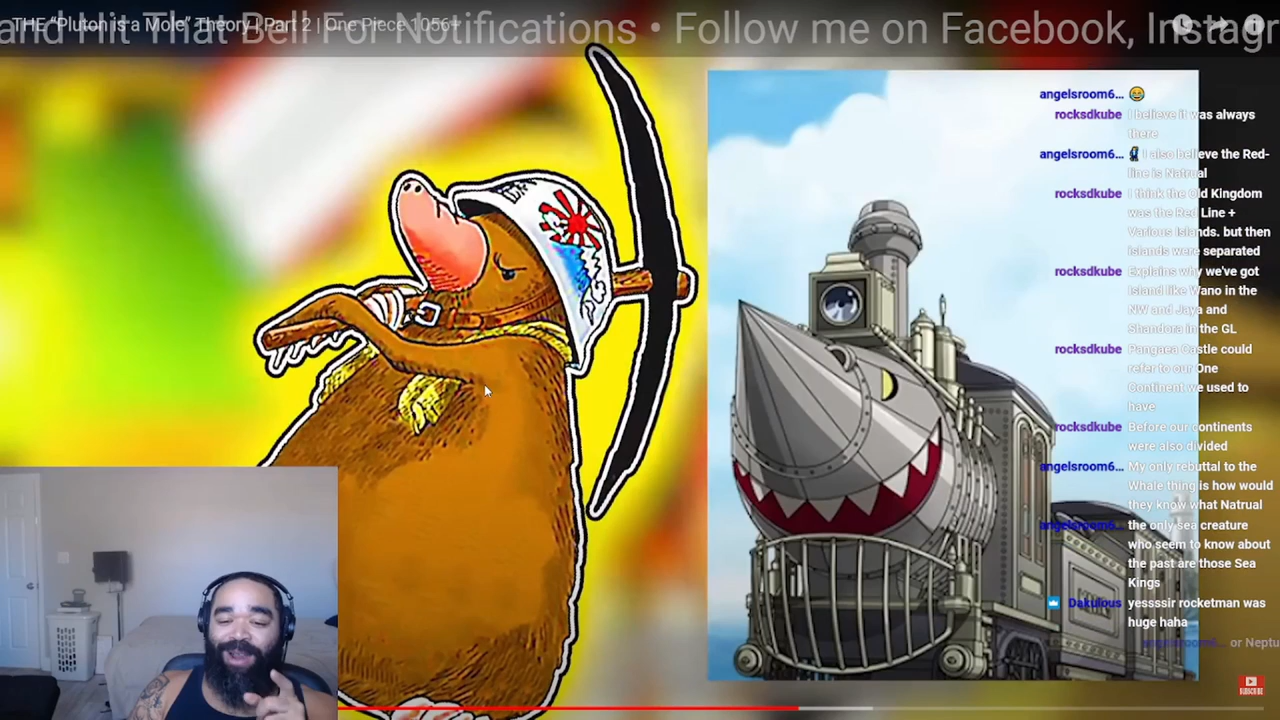 THE “Pluton is a Mole” Theory | Part 2 | One Piece 1056+
and Hit That Bell For Notifications • Follow me on Facebook, Instagr
angelsroom6... 😂
rocksdkube I believe it was always
there
angelsroom6... I also believe the Red-
line is Natrual
rocksdkube I think the old Kingdom
was the Red Line +
Various Islands. but then
islands were separated
rocksdkube Explains why we've got
Island like Wano in the
NW and Jaya and
Shandora in the GL
rocksdkube Pangaea Castle could
refer to our One
Continent we used to
have
rocksdkube Before our continents
were also divided
angelsroom6... My only rebuttal to the
Whale thing is how would
they know what Natrual
angelsroom6... the only sea creature
who seem to know about
the past are those Sea
Kings
Dakulous yessssir rocketman was
huge haha
angelsroom6... or Neptu
SUBSCRIBE